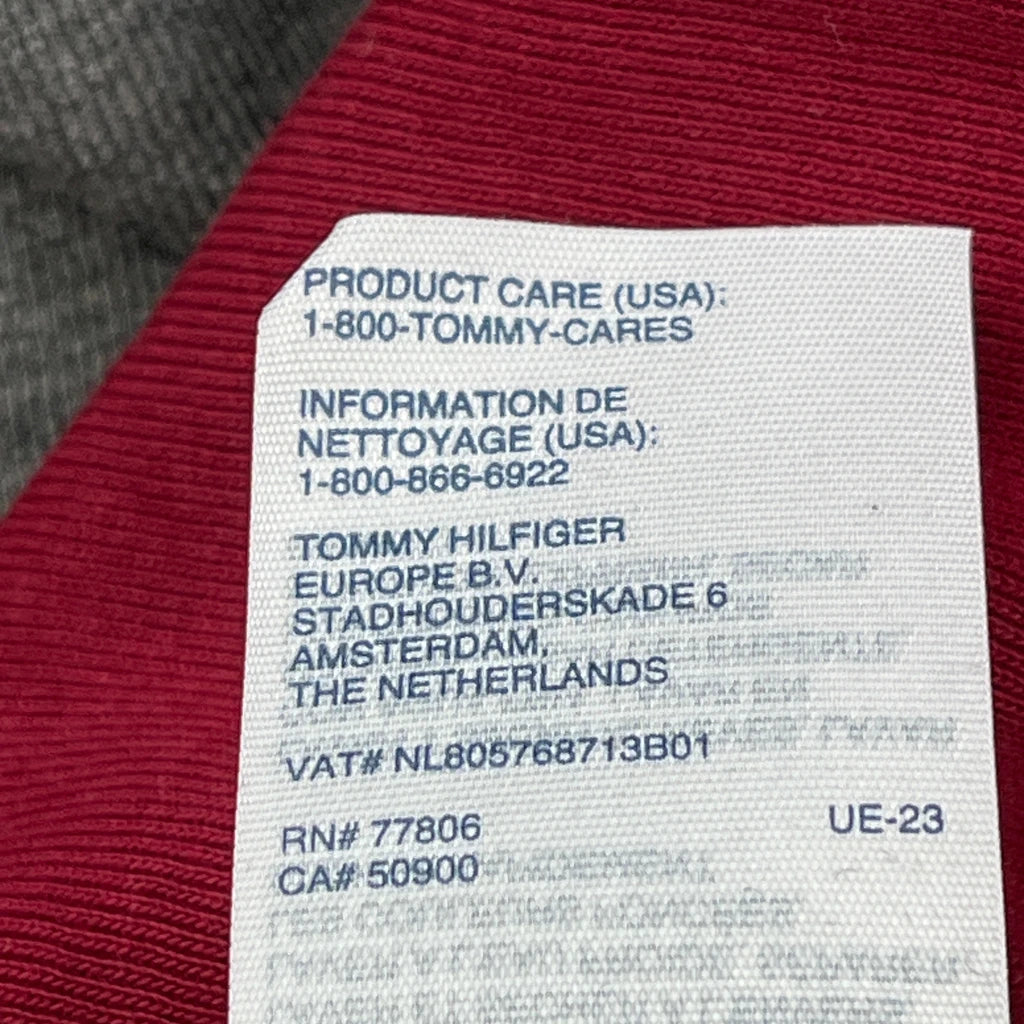 PRODUCT CARE (USA):
1-800-TOMMY-CARES
INFORMATION DE
NETTOYAGE (USA):
1-800-866-6922
TOMMY HILFIGER
EUROPE B.V.
STADHOUDERSKADE 6
AMSTERDAM,
THE NETHERLANDS
VAT# NL805768713B01
RN# 77806 UE-23
CA# 50900